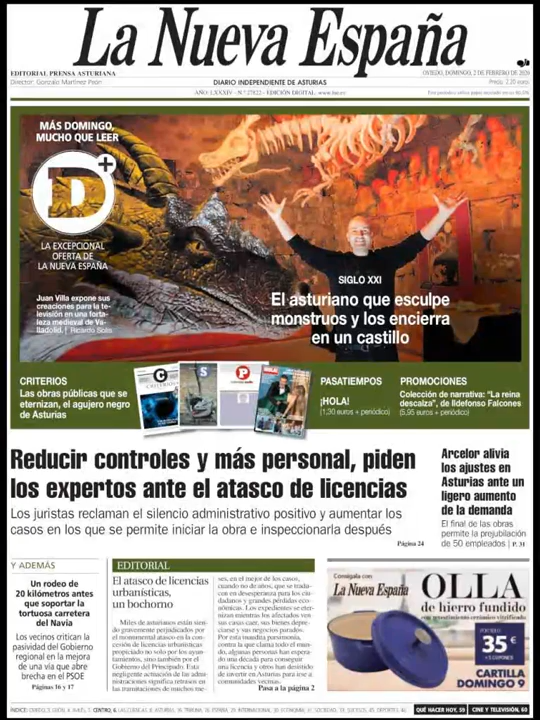 La Nueva España
EDITORIAL PRENSA ASTURIANA
Director: Gonzalo Martínez Peón
DIARIO INDEPENDIENTE DE ASTURIAS
OVIEDO, DOMINGO, 2 DE FEBRERO DE 2020
AÑO LXXXIV - EDICIÓN DIGITAL: www.lne.es
MÁS DOMINGO,
MUCHO QUE LEER
D+
LA EXCEPCIONAL
OFERTA DE
LA NUEVA ESPAÑA
Juan Villa expone sus
creaciones para la te-
levisión en una forta-
leza medieval de Va-
lladolid. | Ricardo Solís
SIGLO XXI
El asturiano que esculpe
monstruos y los encierra
en un castillo
CRITERIOS
Las obras públicas que se
eternizan, el agujero negro
de Asturias
PASATIEMPOS
¡HOLA!
(1,30 euros + periódico)
PROMOCIONES
Colección de narrativa: "La reina
descalza", de Ildefonso Falcones
(5,95 euros + periódico)
Reducir controles y más personal, piden
los expertos ante el atasco de licencias
Los juristas reclaman el silencio administrativo positivo y aumentar los
casos en los que se permite iniciar la obra e inspeccionarla después
Página 24
Arcelor alivia
los ajustes en
Asturias ante un
ligero aumento
de la demanda
El final de las obras
permite la prejubilación
de 50 empleados | P. 31
Y ADEMÁS
Un rodeo de
20 kilómetros antes
que soportar la
tortuosa carretera
del Navia
Los vecinos critican la
pasividad del Gobierno
regional en la mejora
de una vía que abre
brecha en el PSOE
Páginas 16 y 17
EDITORIAL
El atasco de licencias
urbanísticas,
un bochorno
Miles de asturianos están sien-
do gravemente perjudicados por
el monumental atasco en la con-
cesión de licencias urbanísticas
propiciado no solo por los ayun-
tamientos, sino también por el
Gobierno del Principado. Esta
negligente actuación de las admi-
nistraciones significa retrasos en
las tramitaciones de muchos me-
ses, en el mejor de los casos,
cuando no de años, que se tradu-
cen en desesperanza para los ciu-
dadanos y grandes pérdidas eco-
nómicas. Los expedientes se eter-
nizan mientras los afectados ven
sus casas caer, sus bienes depre-
ciarse y sus negocios parados.
Por esta maraña parsimonia,
contra la que clama todo el mun-
do, algunas personas han espera-
do una década para conseguir
una licencia y otros han desistido
de invertir en Asturias para irse a
comunidades vecinas.
Pasa a la página 2
Consígala con
La Nueva España
OLLA
de hierro fundido
con revestimiento cerámico vitrificado
35€
CARTILLA
DOMINGO 9
QUÉ HACER HOY, 59
CINE Y TELEVISIÓN, 60